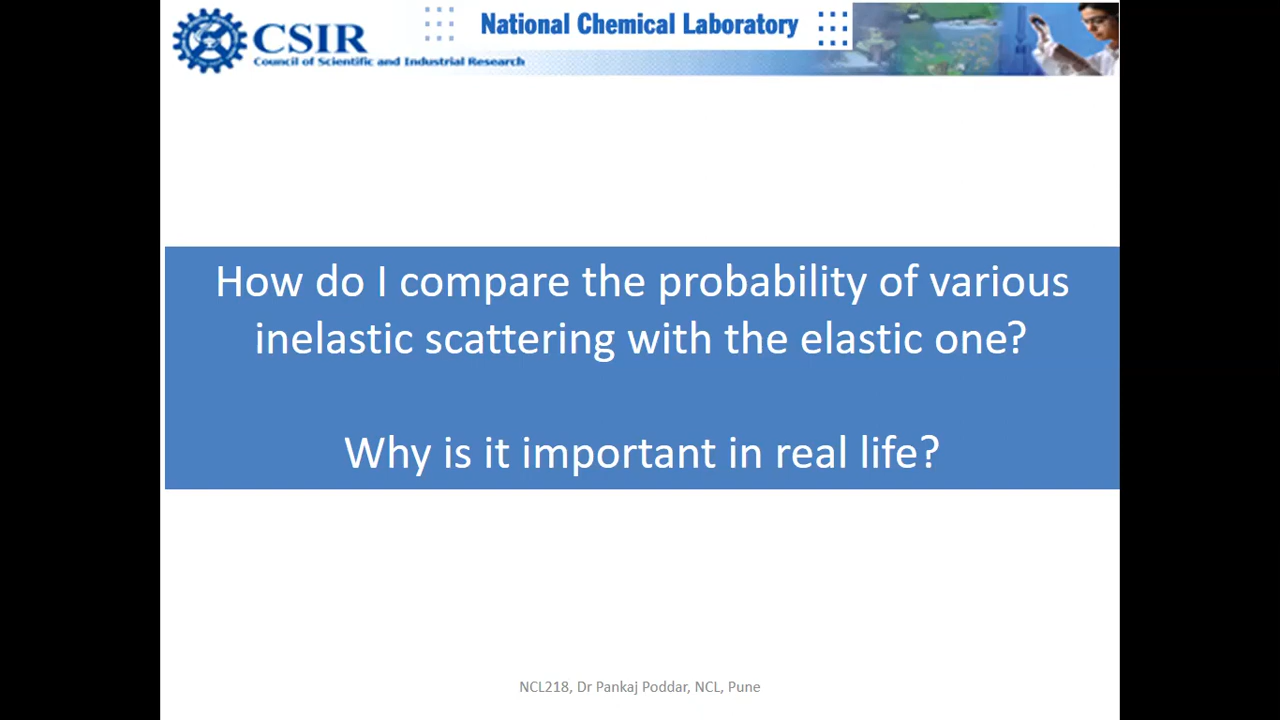 CSIR
Council of Scientific and Industrial Research
National Chemical Laboratory
How do I compare the probability of various
inelastic scattering with the elastic one?
Why is it important in real life?
NCL218, Dr Pankaj Poddar, NCL, Pune